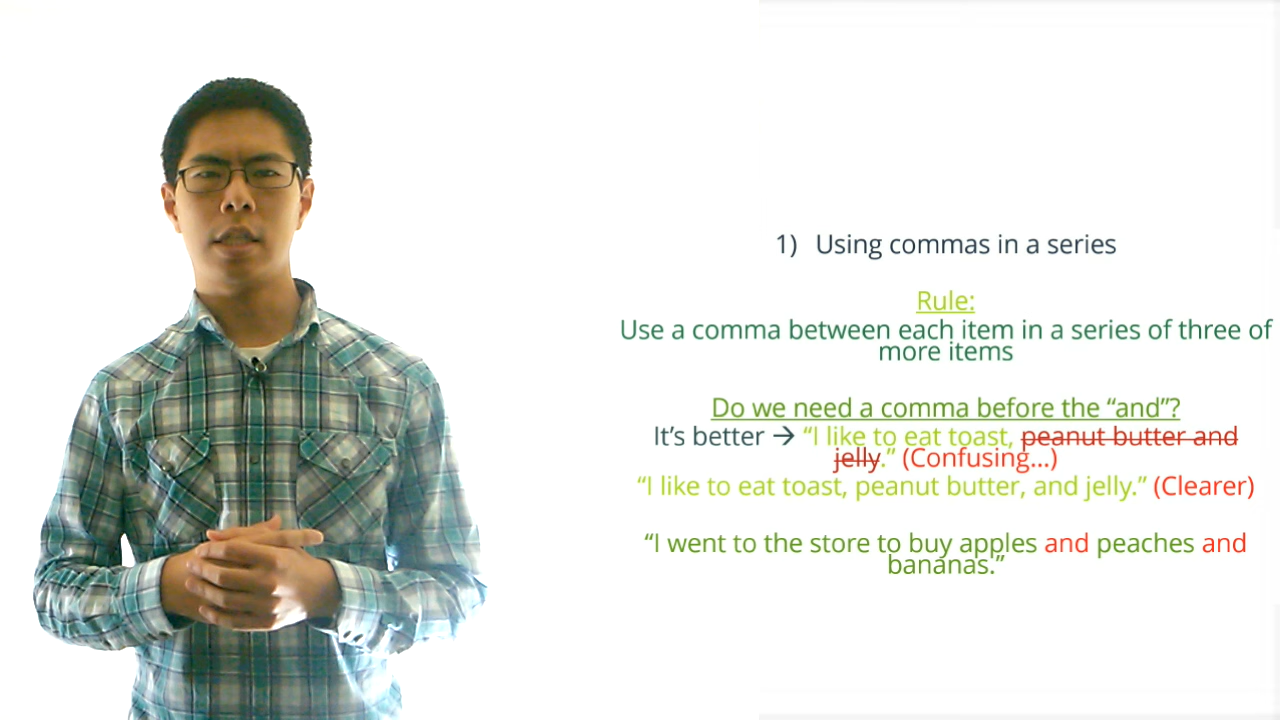 1) Using commas in a series
Rule:
Use a comma between each item in a series of three of
more items
Do we need a comma before the “and”?
It’s better → “I like to eat toast, peanut butter and
jelly.” (Confusing...)
“I like to eat toast, peanut butter, and jelly.” (Clearer)
“I went to the store to buy apples and peaches and
bananas.”